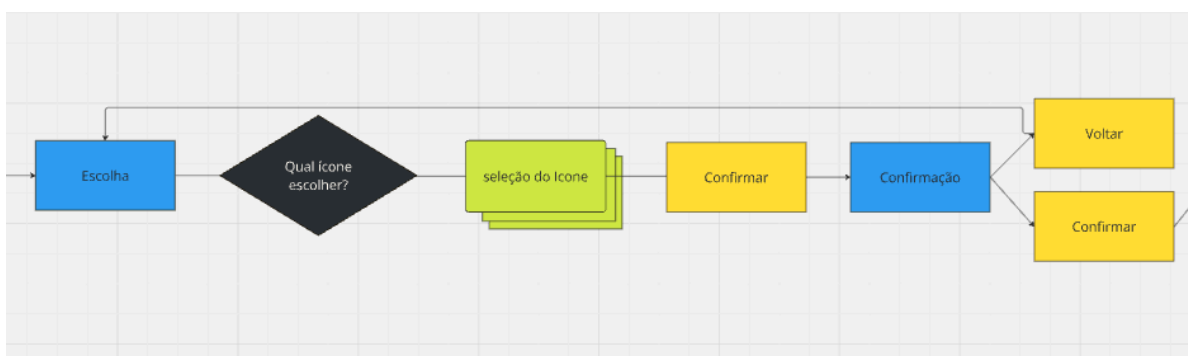 Escolha
Qual ícone
escolher?
seleção do Icone
Confirmar
Confirmação
Voltar
Confirmar